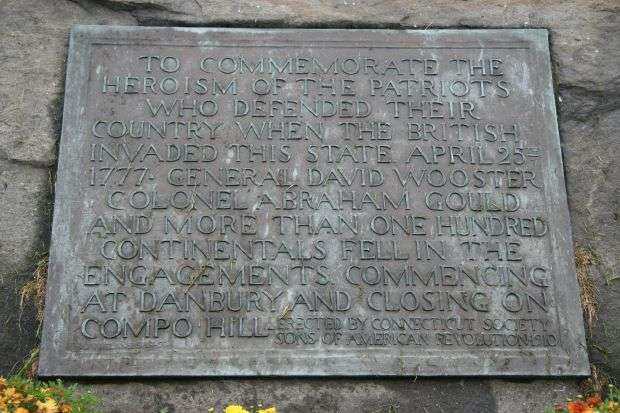 TO COMMEMORATE THE
HEROISM OF THE PATRIOTS
WHO DEFENDED THEIR
COUNTRY WHEN THE BRITISH
INVADED THIS STATE APRIL 25TH
1777. GENERAL DAVID WOOSTER
COLONEL ABRAHAM GOULD
AND MORE THAN ONE HUNDRED
CONTINENTALS FELL IN THE
ENGAGEMENTS COMMENCING
AT DANBURY AND CLOSING ON
COMPO HILL-ERECTED BY CONNECTICUT SOCIETY
SONS OF AMERICAN REVOLUTION·1910